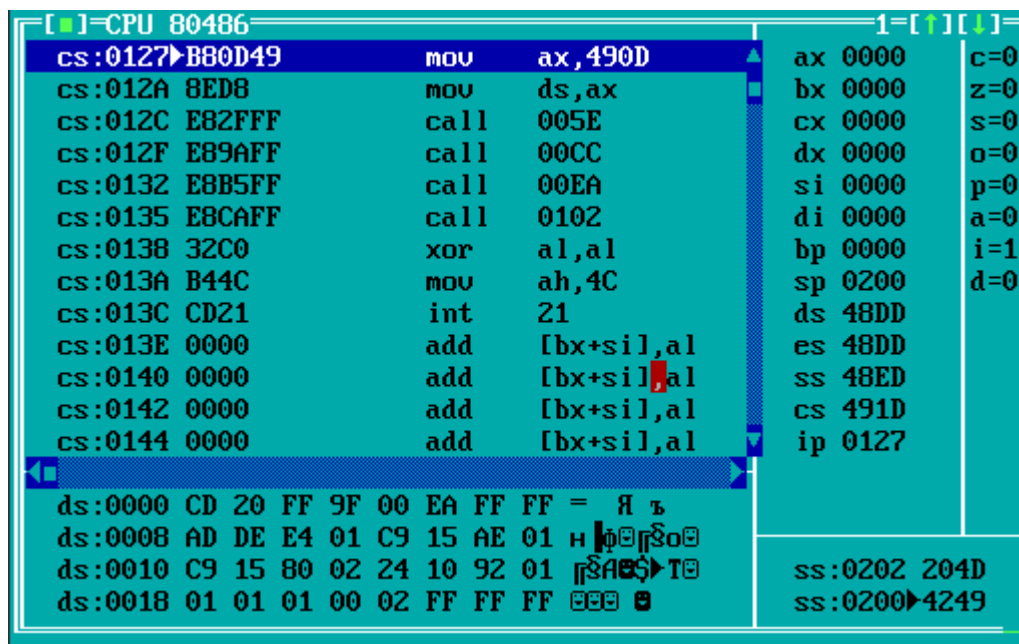 [■]=CPU 80486 1=[↑][↓]=
cs:0127►B80D49 mov ax,490D
cs:012A 8ED8 mov ds,ax
cs:012C E82FFF call 005E
cs:012F E89AFF call 00CC
cs:0132 E8B5FF call 00EA
cs:0135 E8CAFF call 0102
cs:0138 32C0 xor al,al
cs:013A B44C mov ah,4C
cs:013C CD21 int 21
cs:013E 0000 add [bx+si],al
cs:0140 0000 add [bx+si],al
cs:0142 0000 add [bx+si],al
cs:0144 0000 add [bx+si],al
ax 0000 c=0
bx 0000 z=0
cx 0000 s=0
dx 0000 o=0
si 0000 p=0
di 0000 a=0
bp 0000 i=1
sp 0200 d=0
ds 48DD
es 48DD
ss 48ED
cs 491D
ip 0127
ds:0000 CD 20 FF 9F 00 EA FF FF = Я ъ
ds:0008 AD DE E4 01 C9 15 AE 01 н▐ф☺╔§о☺
ds:0010 C9 15 80 02 24 10 92 01 ╔§А☻$►Т☺
ds:0018 01 01 01 00 02 FF FF FF ☺☺☺ ☻
ss:0202 204D
ss:0200►4249